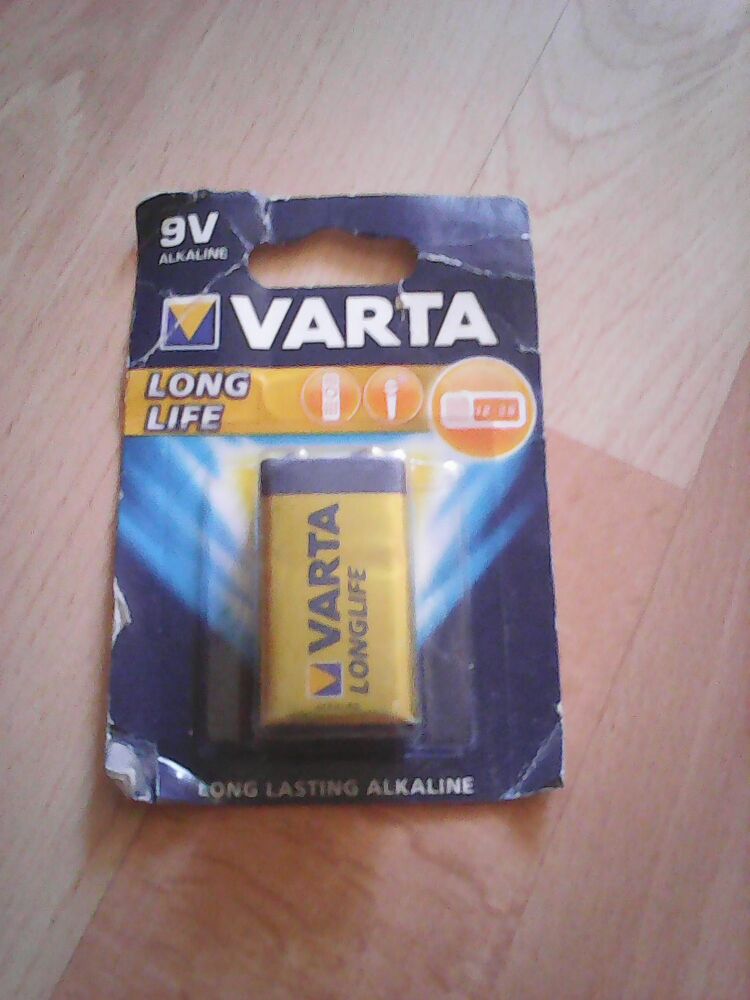 9V
ALKALINE
VARTA
LONG
LIFE
VARTA
LONGLIFE
LONG LASTING ALKALINE